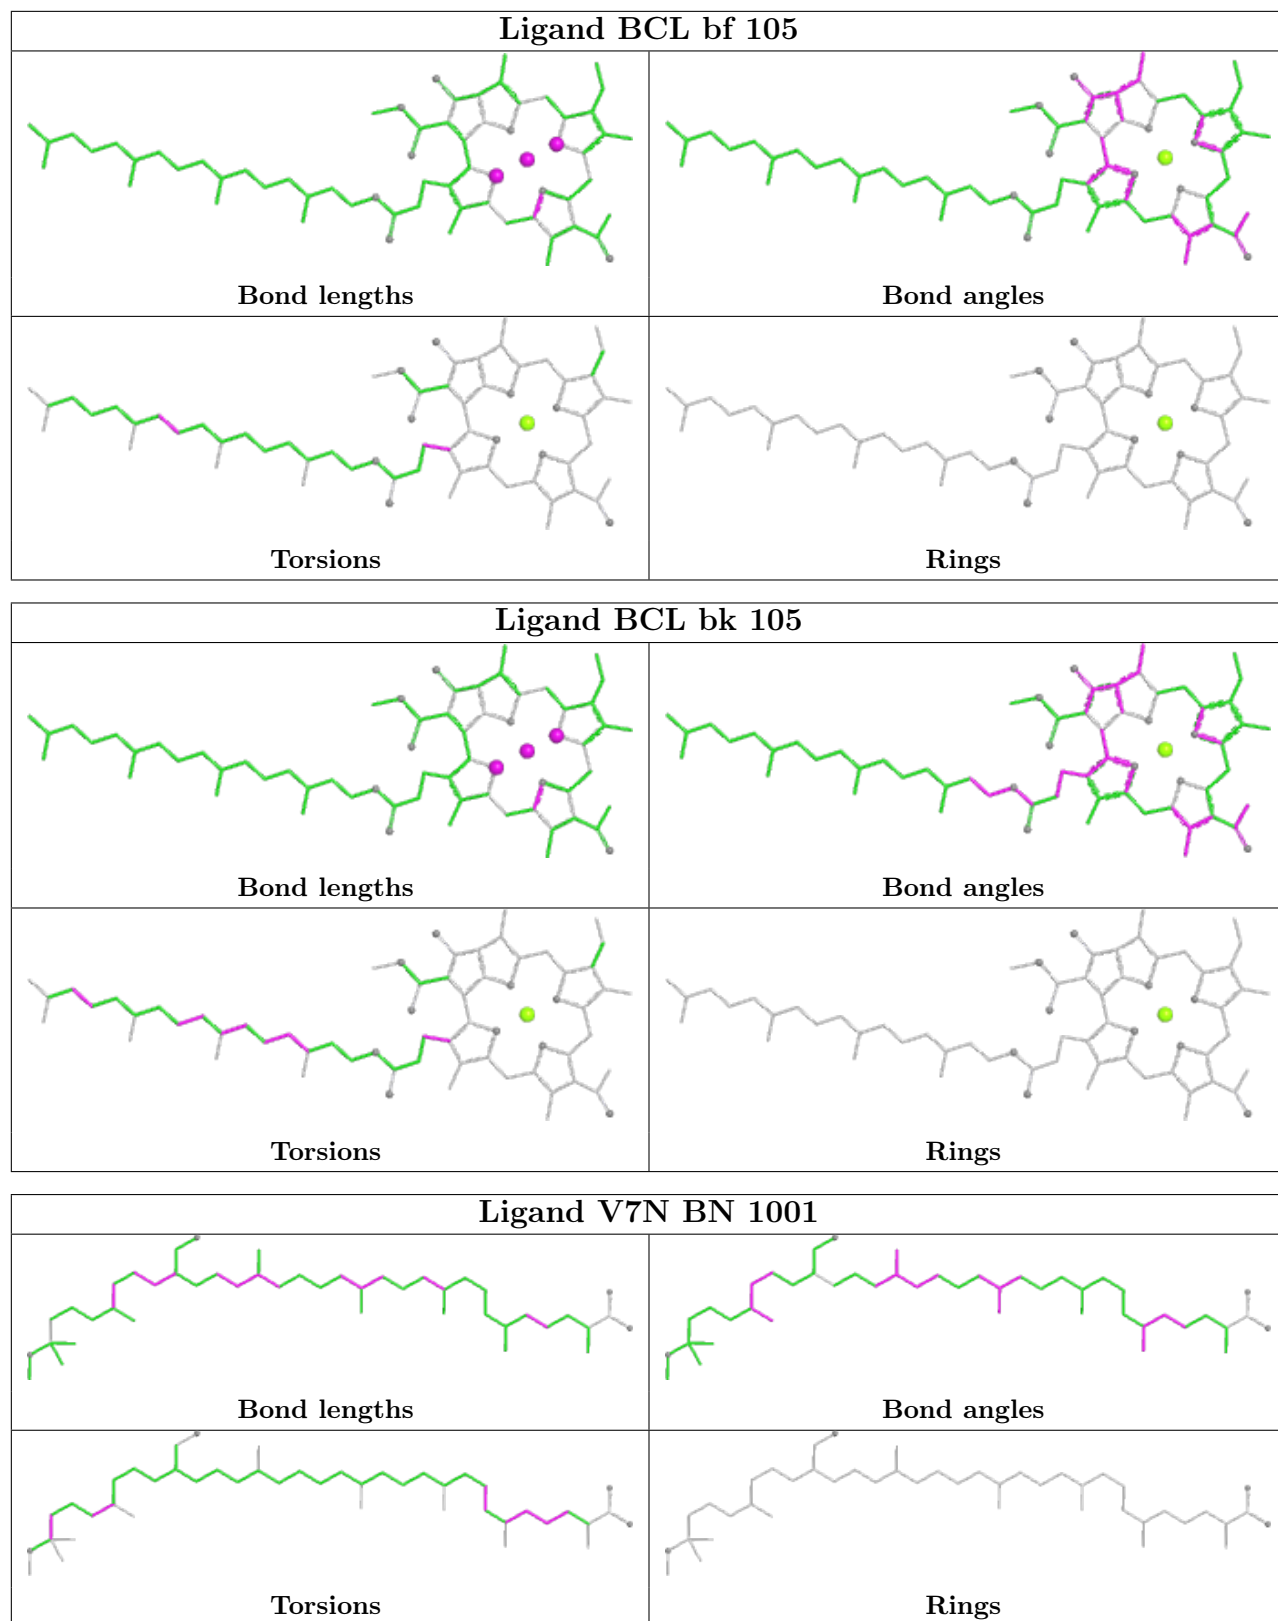 Ligand BCL bf 105
Bond lengths
Bond angles
Torsions
Rings
Ligand BCL bk 105
Bond lengths
Bond angles
Torsions
Rings
Ligand V7N BN 1001
Bond lengths
Bond angles
Torsions
Rings